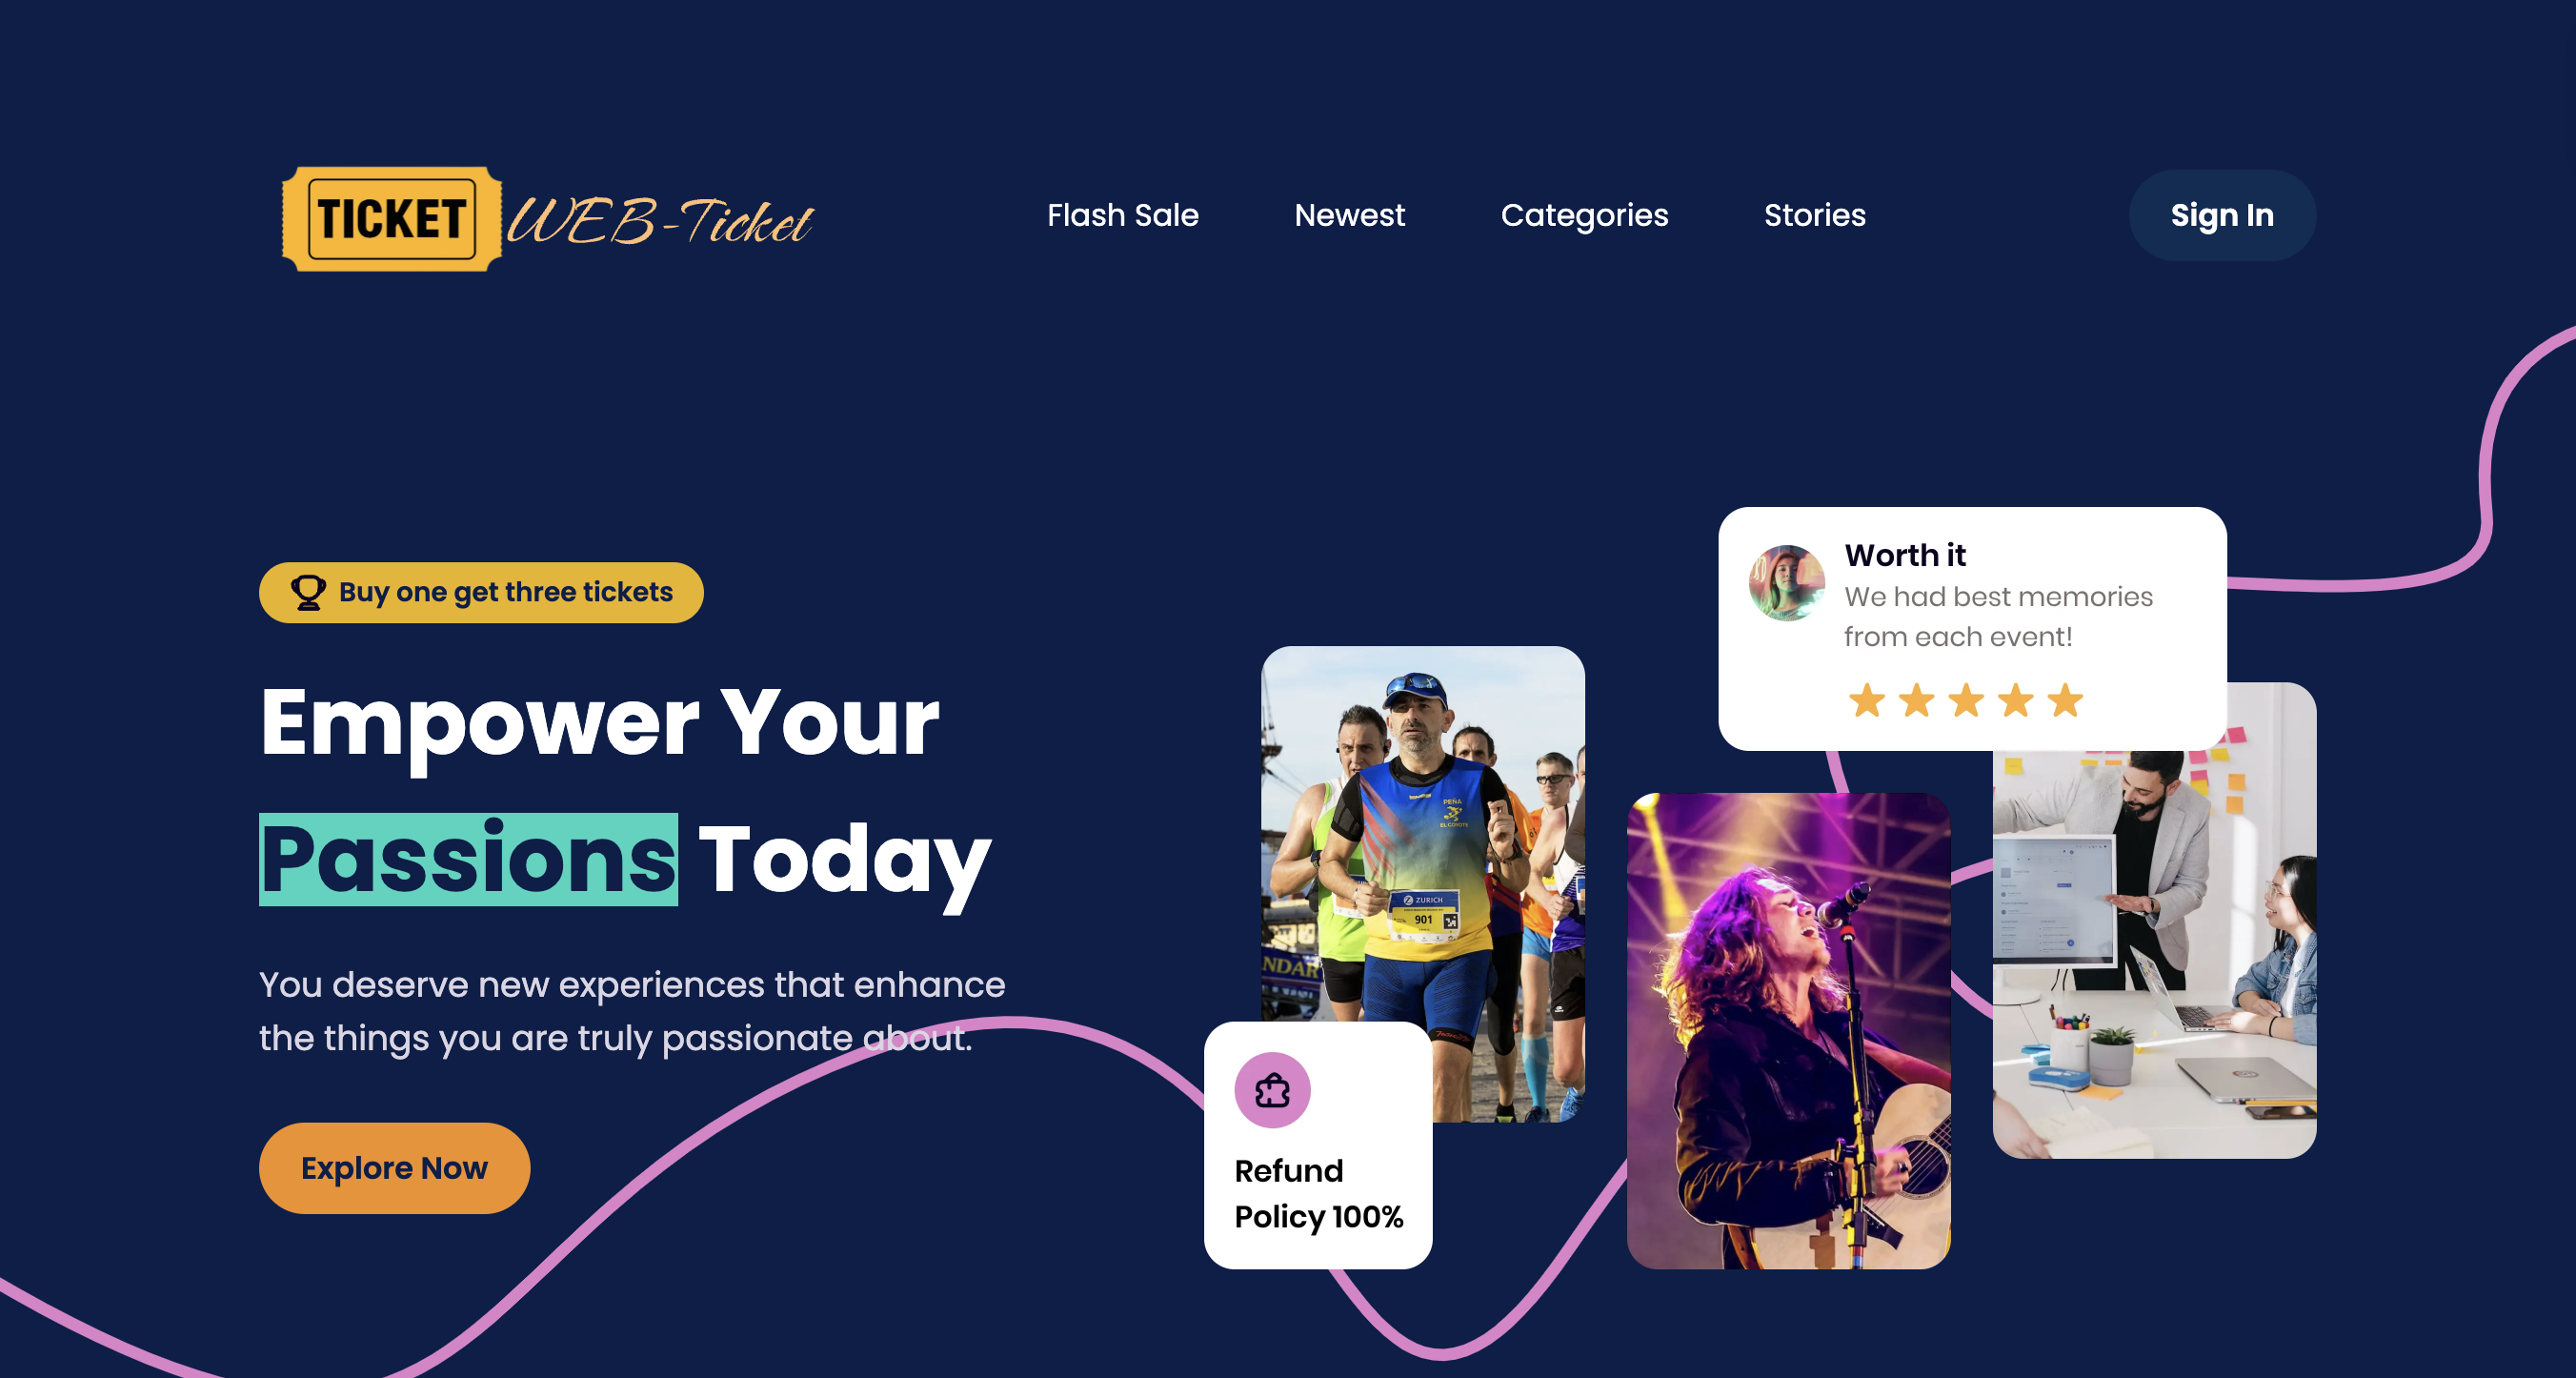 TICKET WEB-Ticket
Flash Sale
Newest
Categories
Stories
Sign In
Buy one get three tickets
Empower Your
Passions Today
You deserve new experiences that enhance
the things you are truly passionate about.
Explore Now
Worth it
We had best memories
from each event!
PEÑA
EL COYOTE
ZURICH
901
NDAR
Refund
Policy 100%